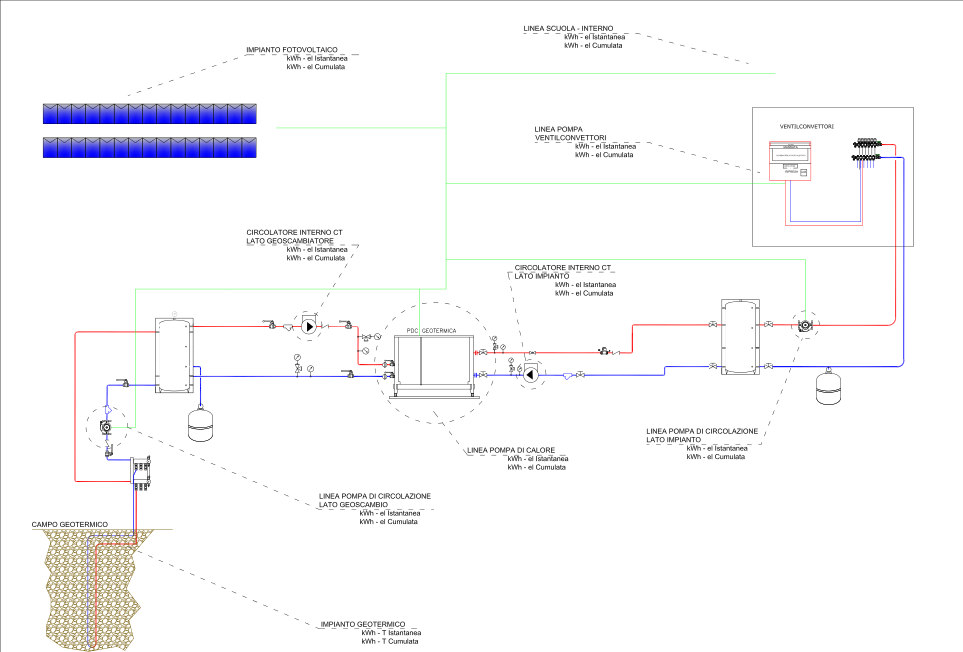 LINEA SCUOLA - INTERNO
kWh - el Istantanea
kWh - el Cumulata
IMPIANTO FOTOVOLTAICO
kWh - el Istantanea
kWh - el Cumulata
VENTILCONVETTORI
LINEA POMPA
VENTILCONVETTORI
kWh - el Istantanea
kWh - el Cumulata
CIRCOLATORE INTERNO CT
LATO GEOSCAMBIATORE
kWh - el Istantanea
kWh - el Cumulata
CIRCOLATORE INTERNO CT
LATO IMPIANTO
kWh - el Istantanea
kWh - el Cumulata
PDC GEOTERMICA
LINEA POMPA DI CIRCOLAZIONE
LATO IMPIANTO
kWh - el Istantanea
kWh - el Cumulata
LINEA POMPA DI CALORE
kWh - el Istantanea
kWh - el Cumulata
LINEA POMPA DI CIRCOLAZIONE
LATO GEOSCAMBIO
kWh - el Istantanea
kWh - el Cumulata
CAMPO GEOTERMICO
IMPIANTO GEOTERMICO
kWh - T Istantanea
kWh - T Cumulata